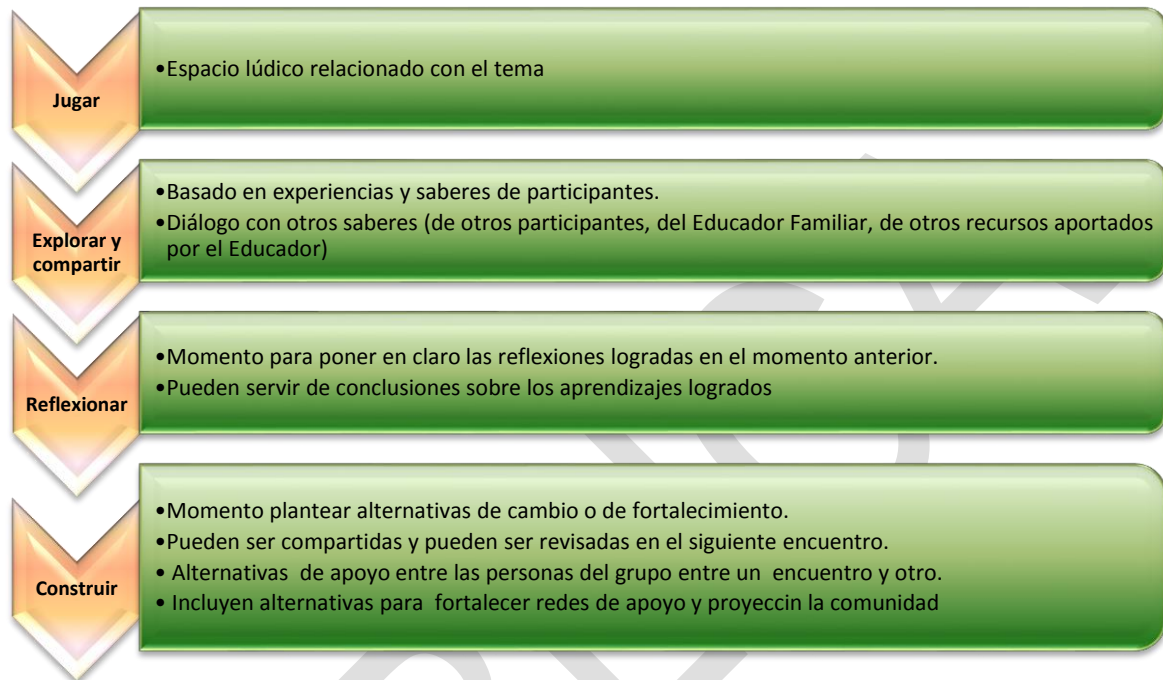 Jugar
•Espacio lúdico relacionado con el tema
Explorar y
compartir
•Basado en experiencias y saberes de participantes.
•Diálogo con otros saberes (de otros participantes, del Educador Familiar, de otros recursos aportados
por el Educador)
Reflexionar
•Momento para poner en claro las reflexiones logradas en el momento anterior.
•Pueden servir de conclusiones sobre los aprendizajes logrados
Construir
•Momento plantear alternativas de cambio o de fortalecimiento.
•Pueden ser compartidas y pueden ser revisadas en el siguiente encuentro.
• Alternativas de apoyo entre las personas del grupo entre un encuentro y otro.
• Incluyen alternativas para fortalecer redes de apoyo y proyeccin la comunidad